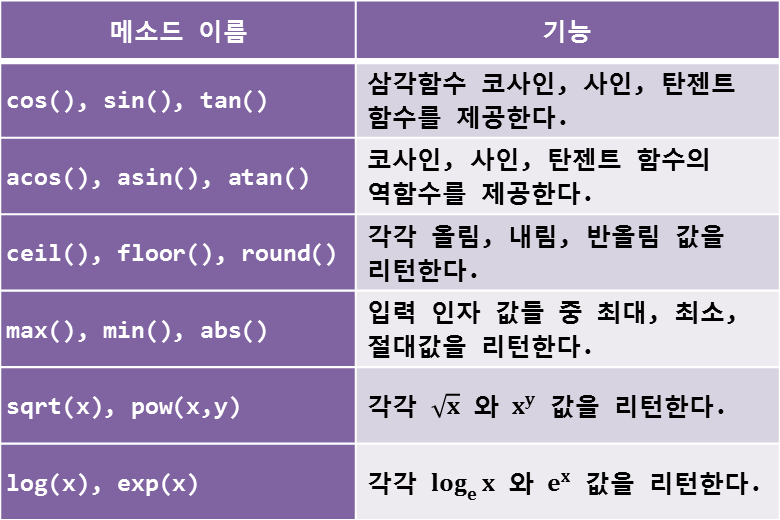 메소드 이름
기능
cos(), sin(), tan()
삼각함수 코사인, 사인, 탄젠트
함수를 제공한다.
acos(), asin(), atan()
코사인, 사인, 탄젠트 함수의
역함수를 제공한다.
ceil(), floor(), round()
각각 올림, 내림, 반올림 값을
리턴한다.
max(), min(), abs()
입력 인자 값들 중 최대, 최소,
절대값을 리턴한다.
sqrt(x), pow(x,y)
각각 √x 와 xʸ 값을 리턴한다.
log(x), exp(x)
각각 logₑ x 와 eˣ 값을 리턴한다.